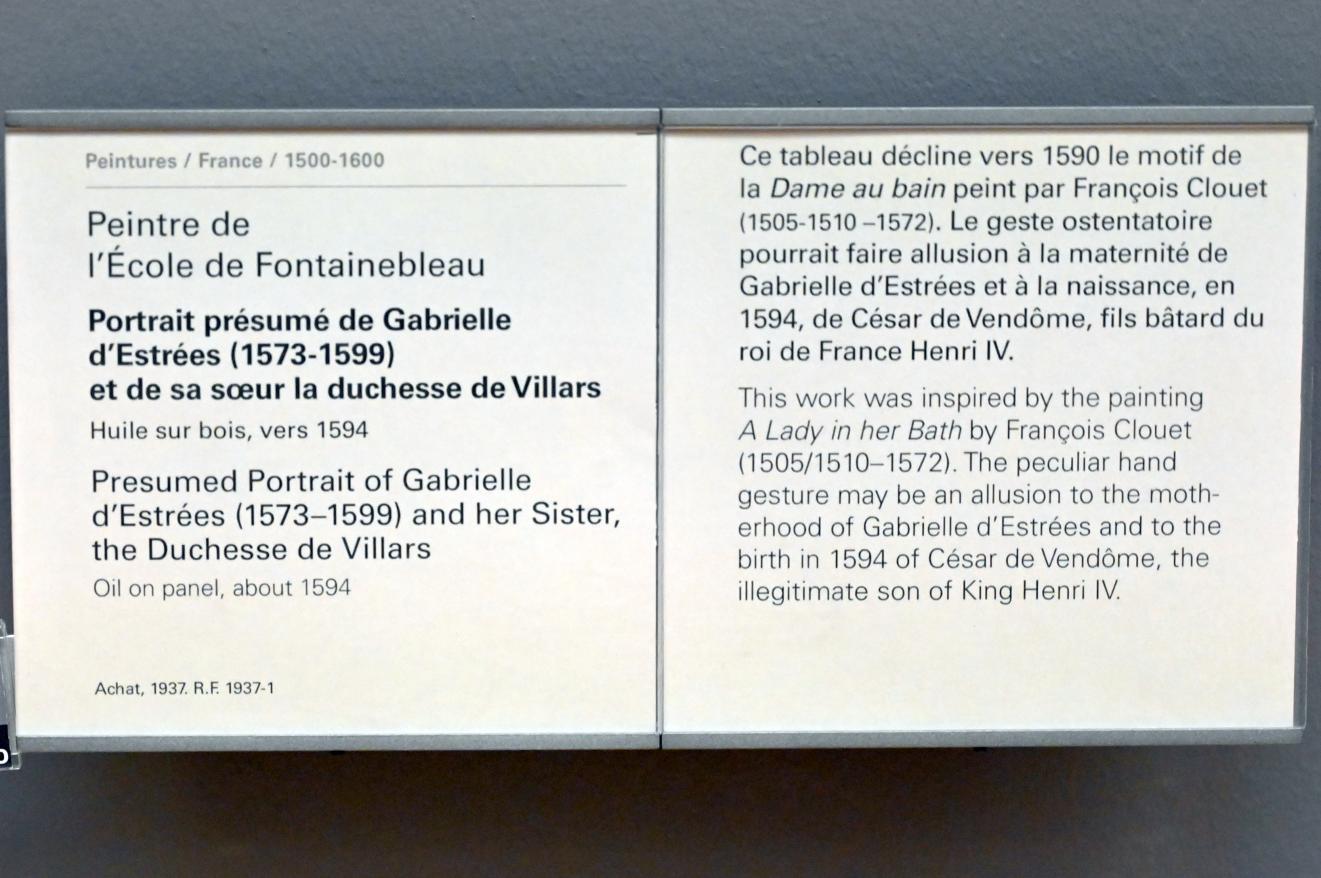 Peintures / France / 1500-1600
Peintre de
l'École de Fontainebleau
Portrait présumé de Gabrielle
d'Estrées (1573-1599)
et de sa sœur la duchesse de Villars
Huile sur bois, vers 1594
Presumed Portrait of Gabrielle
d'Estrées (1573–1599) and her Sister,
the Duchesse de Villars
Oil on panel, about 1594
Achat, 1937. R.F. 1937-1
Ce tableau décline vers 1590 le motif de
la Dame au bain peint par François Clouet
(1505-1510 –1572). Le geste ostentatoire
pourrait faire allusion à la maternité de
Gabrielle d'Estrées et à la naissance, en
1594, de César de Vendôme, fils bâtard du
roi de France Henri IV.
This work was inspired by the painting
A Lady in her Bath by François Clouet
(1505/1510–1572). The peculiar hand
gesture may be an allusion to the moth-
erhood of Gabrielle d'Estrées and to the
birth in 1594 of César de Vendôme, the
illegitimate son of King Henri IV.